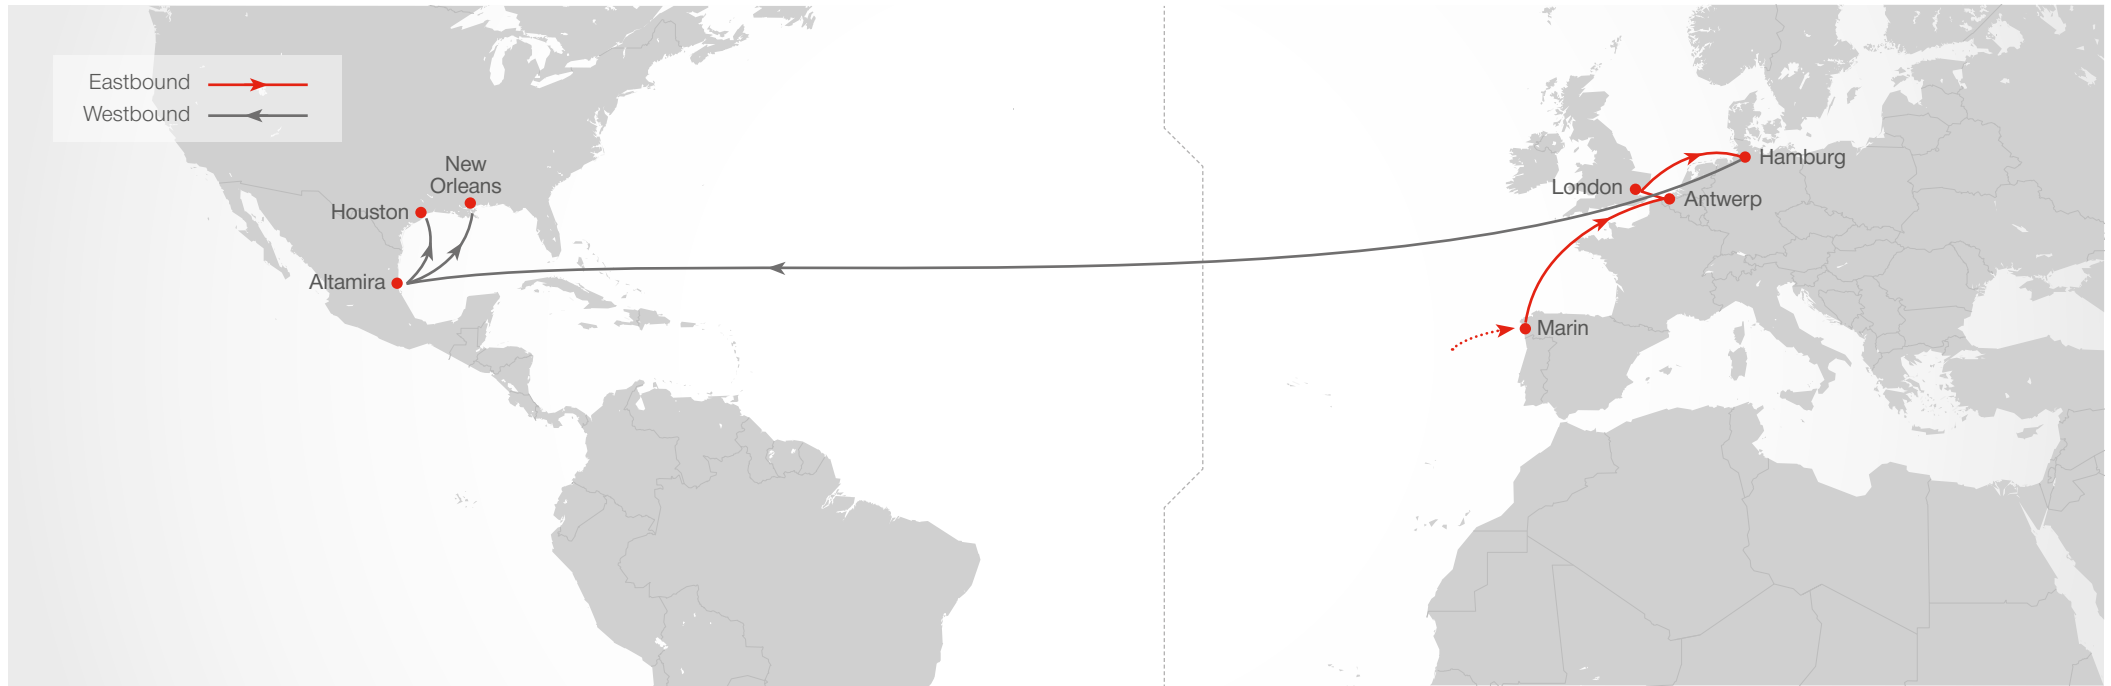 Eastbound
Westbound
New
Orleans
Houston
Altamira
Hamburg
London
Antwerp
Marin